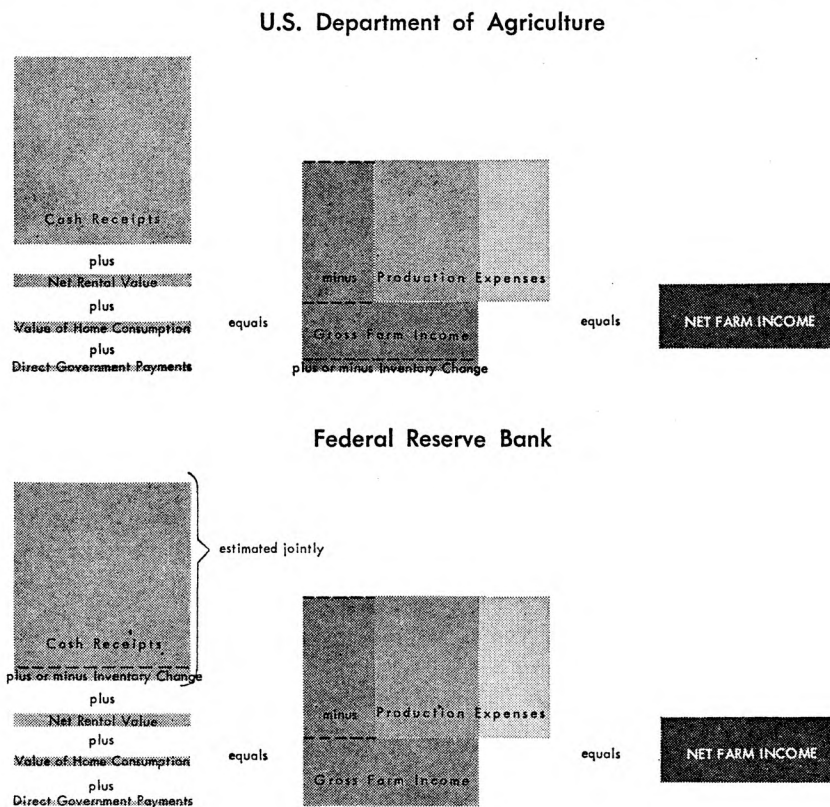 U.S. Department of Agriculture
Cash Receipts
plus
Net Rental Value
plus
Value of Home Consumption
plus
Direct Government Payments
equals
minus Production Expenses
Gross Farm Income
plus or minus Inventory Change
equals
NET FARM INCOME
Federal Reserve Bank
estimated jointly
Cash Receipts
plus or minus Inventory Change
plus
Net Rental Value
plus
Value of Home Consumption
plus
Direct Government Payments
equals
minus Production Expenses
Gross Farm Income
equals
NET FARM INCOME